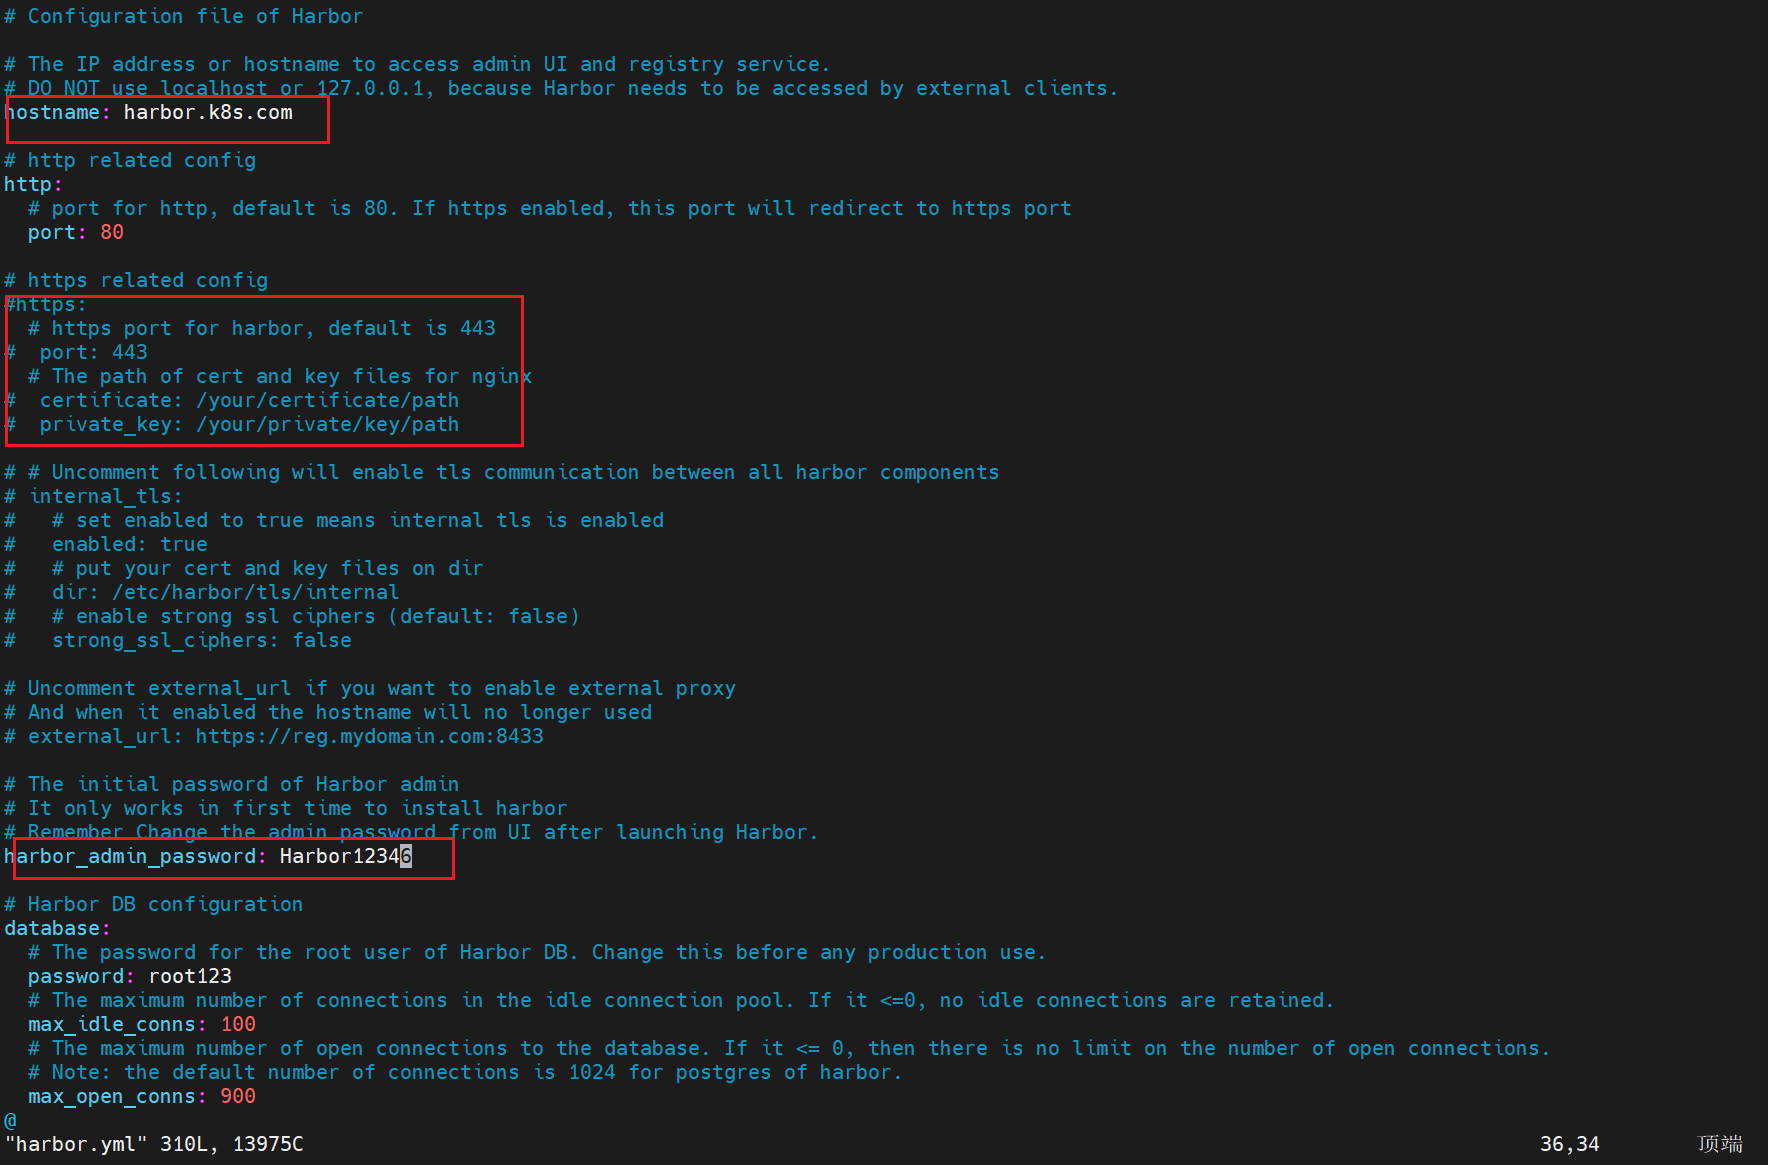 # Configuration file of Harbor

# The IP address or hostname to access admin UI and registry service.
# DO NOT use localhost or 127.0.0.1, because Harbor needs to be accessed by external clients.
hostname: harbor.k8s.com

# http related config
http:
  # port for http, default is 80. If https enabled, this port will redirect to https port
  port: 80

# https related config
#https:
  # https port for harbor, default is 443
#  port: 443
  # The path of cert and key files for nginx
#  certificate: /your/certificate/path
#  private_key: /your/private/key/path

# # Uncomment following will enable tls communication between all harbor components
# internal_tls:
#   # set enabled to true means internal tls is enabled
#   enabled: true
#   # put your cert and key files on dir
#   dir: /etc/harbor/tls/internal
#   # enable strong ssl ciphers (default: false)
#   strong_ssl_ciphers: false

# Uncomment external_url if you want to enable external proxy
# And when it enabled the hostname will no longer used
# external_url: https://reg.mydomain.com:8433

# The initial password of Harbor admin
# It only works in first time to install harbor
# Remember Change the admin password from UI after launching Harbor.
harbor_admin_password: Harbor12346

# Harbor DB configuration
database:
  # The password for the root user of Harbor DB. Change this before any production use.
  password: root123
  # The maximum number of connections in the idle connection pool. If it <=0, no idle connections are retained.
  max_idle_conns: 100
  # The maximum number of open connections to the database. If it <= 0, then there is no limit on the number of open connections.
  # Note: the default number of connections is 1024 for postgres of harbor.
  max_open_conns: 900
@
"harbor.yml" 310L, 13975C 36,34 顶端